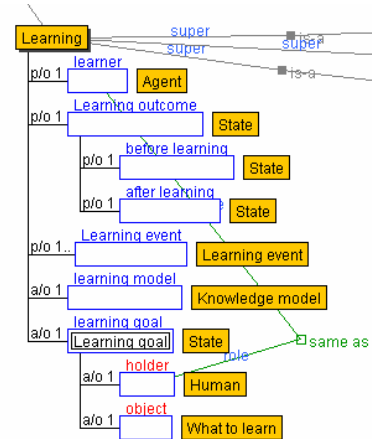 super
is-a
Learning
super
super
is-a
learner
p/o 1
Agent
Learning outcome
p/o 1
State
before learning
p/o 1
State
after learning
p/o 1
State
Learning event
p/o 1..
Learning event
learning model
a/o 1
Knowledge model
learning goal
a/o 1
Learning goal
State
same as
role
holder
a/o 1
Human
object
a/o 1
What to learn